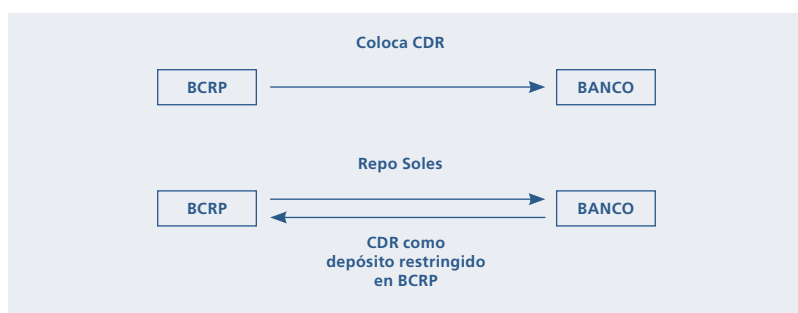 Coloca CDR
BCRP
BANCO
Repo Soles
BCRP
BANCO
CDR como
depósito restringido
en BCRP